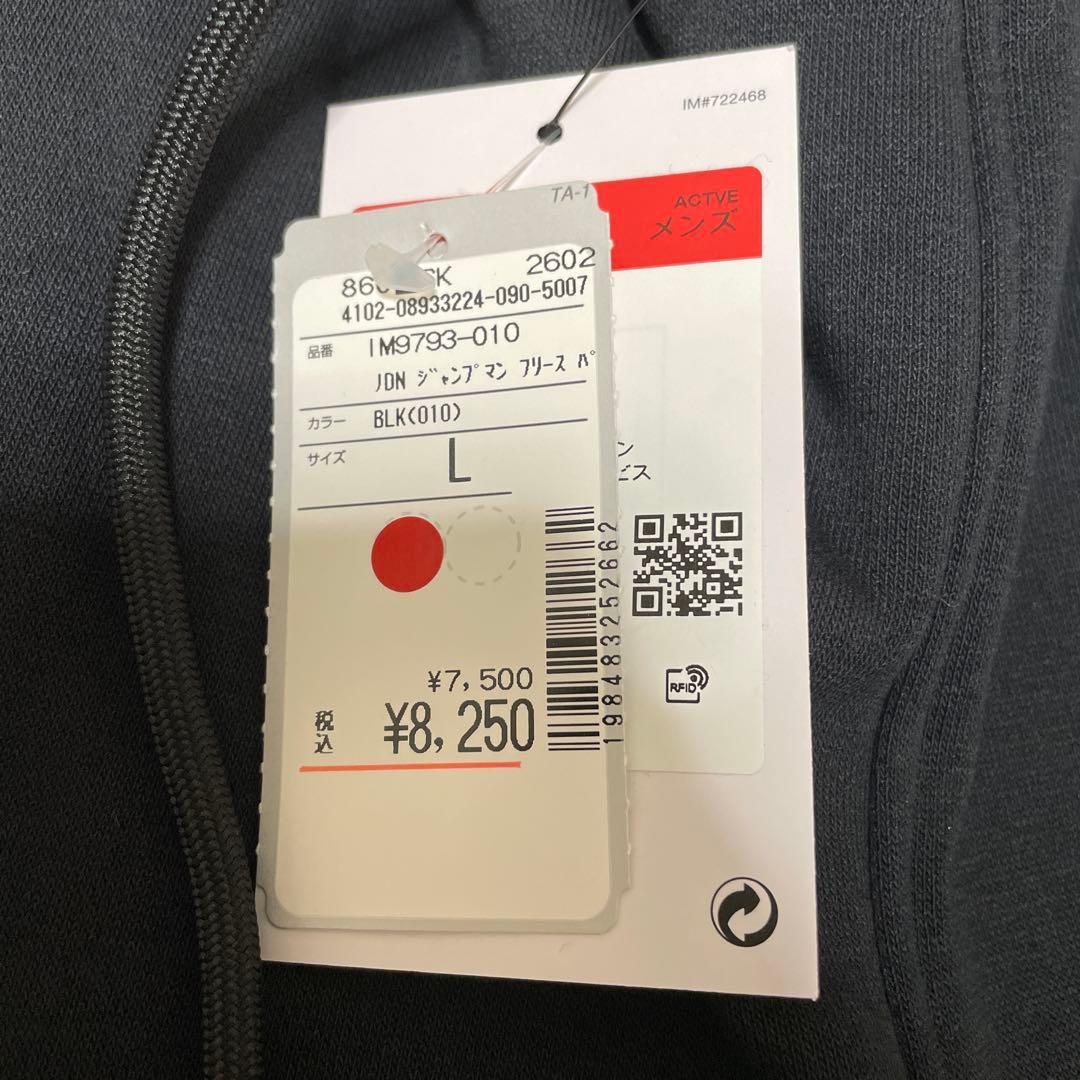 IM#722468
ACTVE
メンズ
TA-1
2602
4102-08933224-090-5007
品番 IM9793-010
JDN ジャンプマン フリース パ
カラー BLK(010)
サイズ L
ン
ビス
198483252662
RFID
¥7,500
税込 ¥8,250